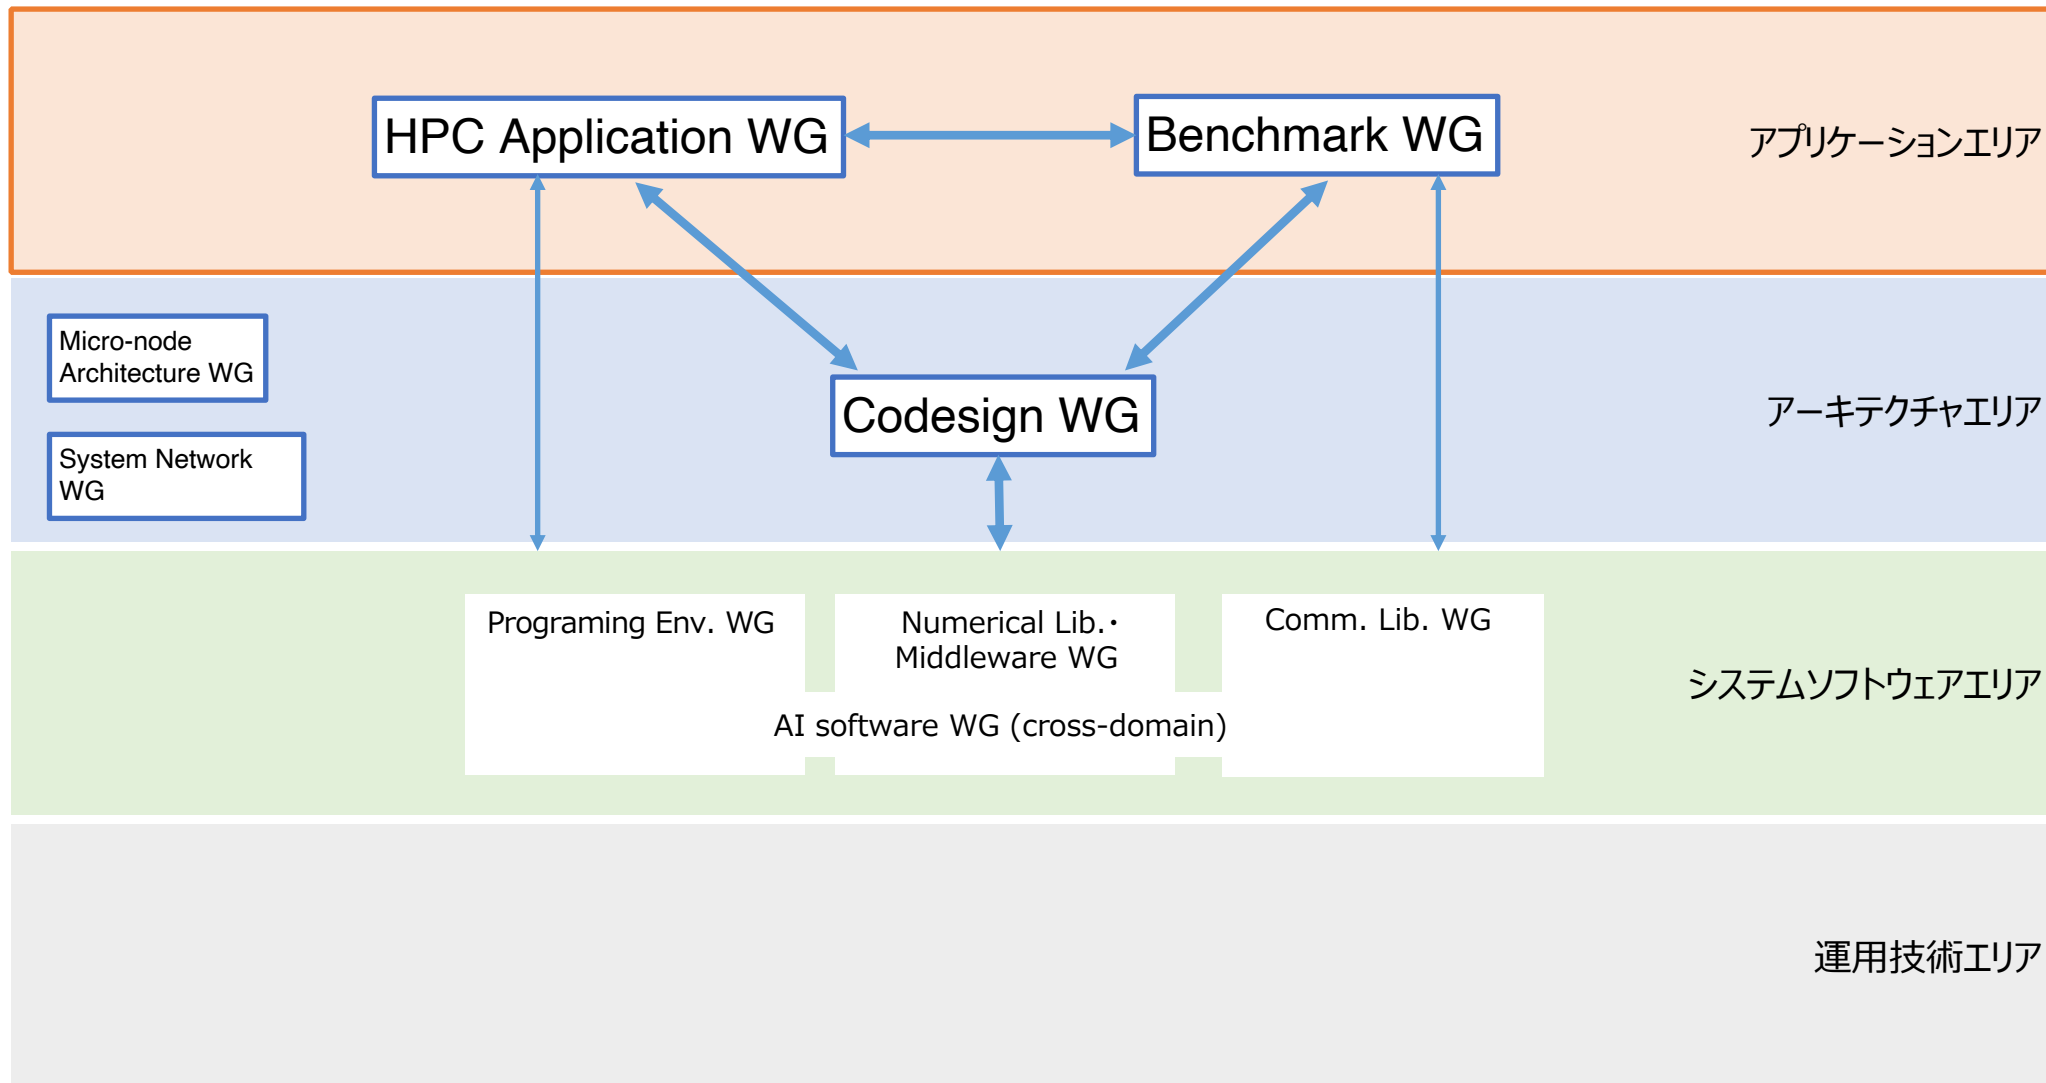 HPC Application WG
Benchmark WG
アプリケーションエリア
Micro-node
Architecture WG
System Network
WG
Codesign WG
アーキテクチャエリア
Programing Env. WG
Numerical Lib.・
Middleware WG
Comm. Lib. WG
AI software WG (cross-domain)
システムソフトウェアエリア
運用技術エリア